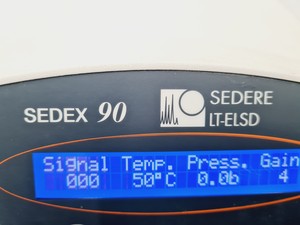 SEDEX 90
SEDERE
LT-ELSD
Signal Temp. Press. Gain
000 50°C 0.0b 4